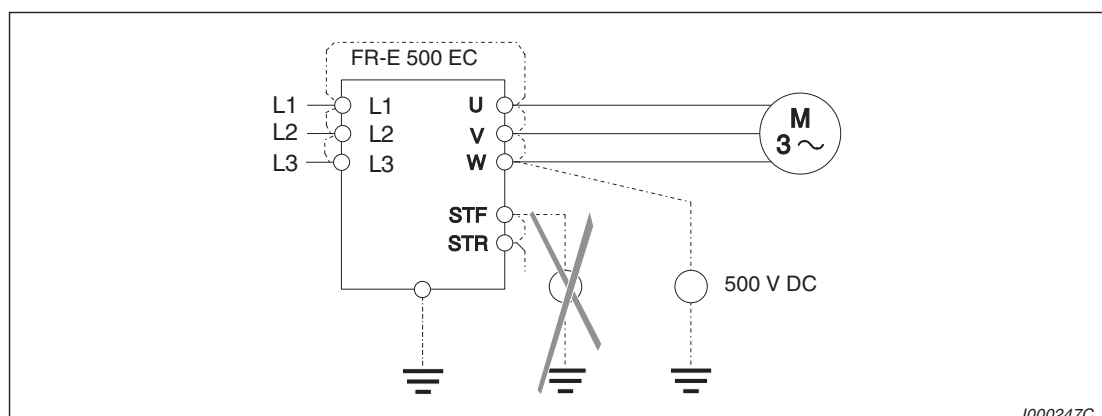 FR-E 500 EC
L1 L1 U
L2 L2 V
L3 L3 W
M
3 ~
STF
STR
500 V DC
I000247C